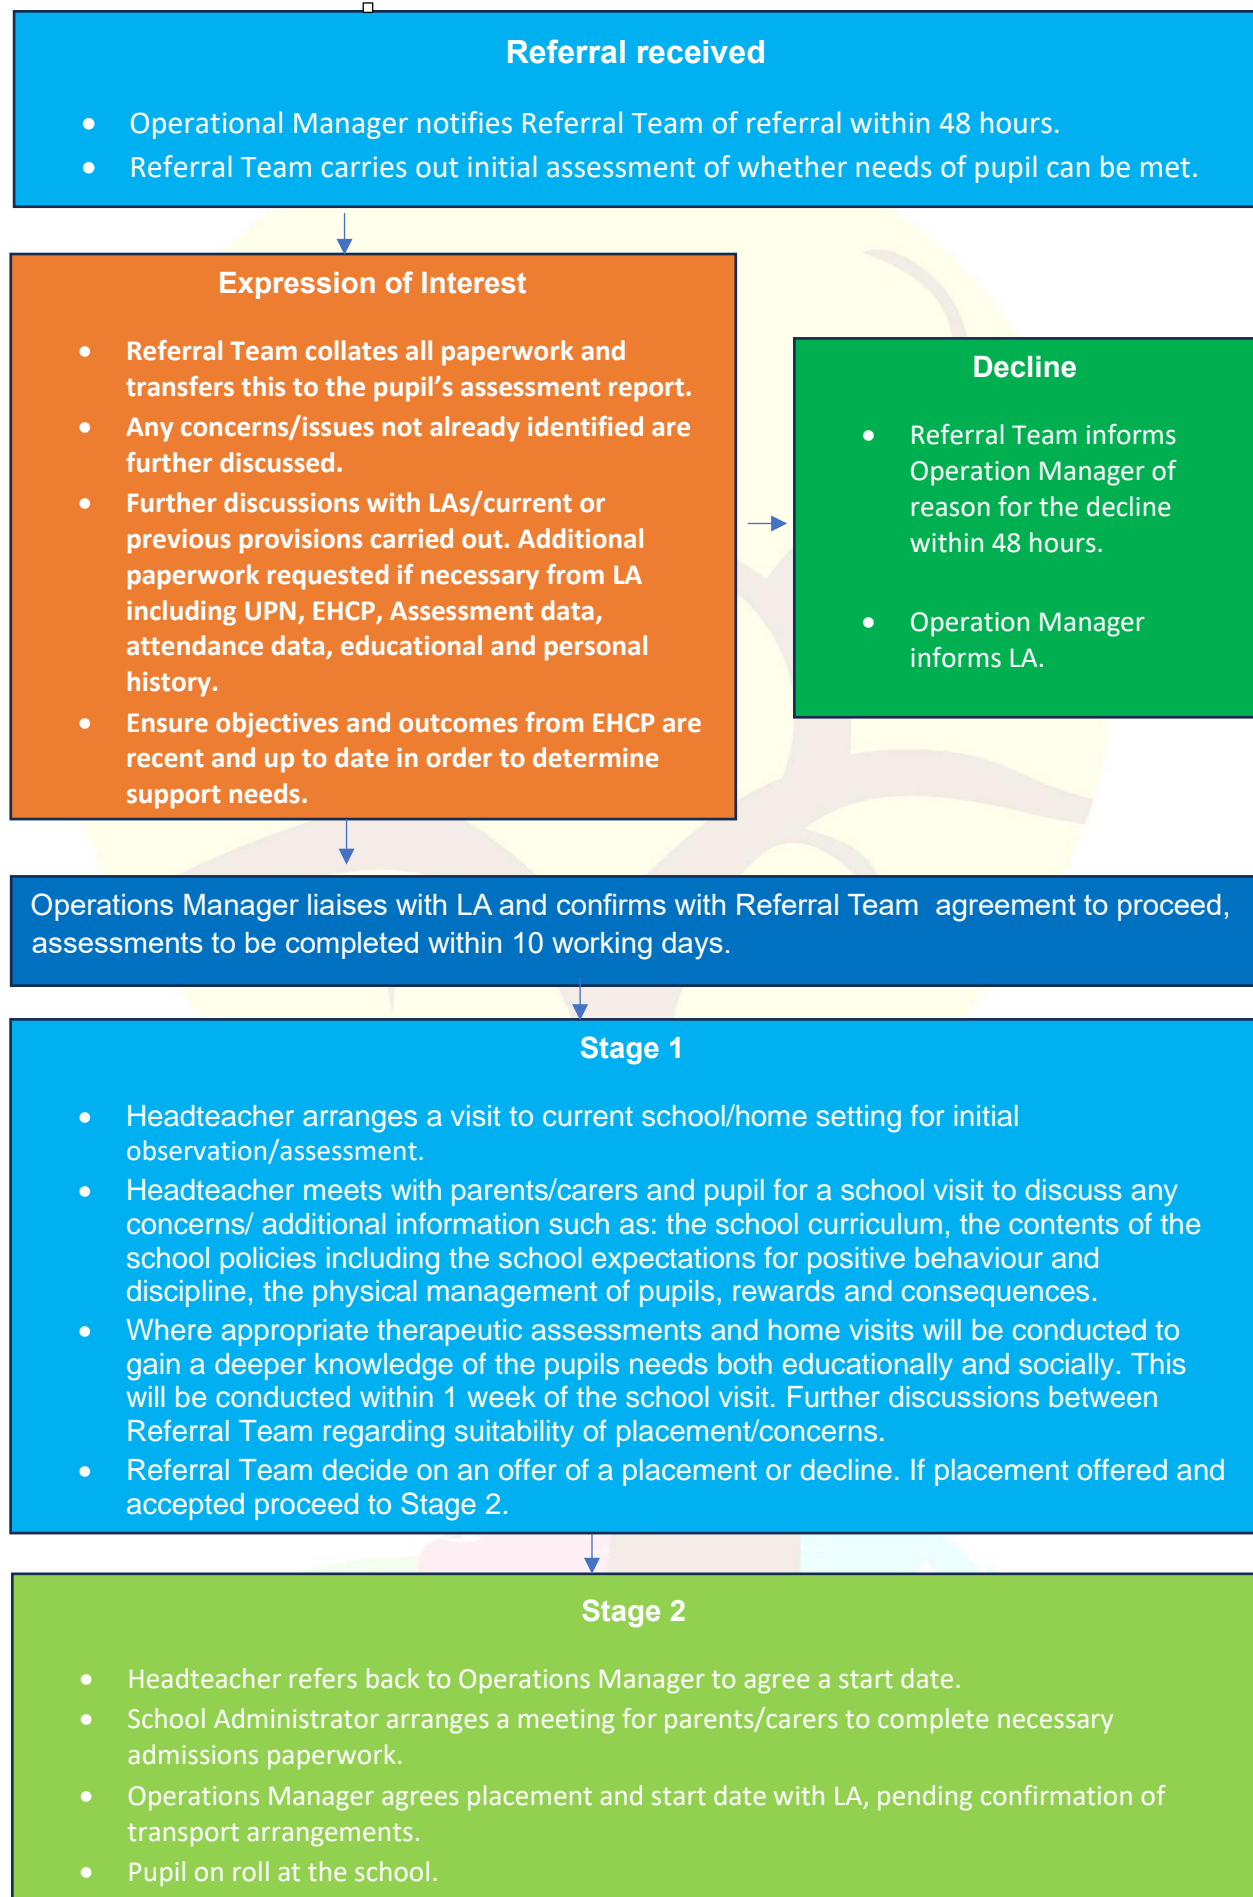 Referral received
• Operational Manager notifies Referral Team of referral within 48 hours.
• Referral Team carries out initial assessment of whether needs of pupil can be met.
Expression of Interest
• Referral Team collates all paperwork and
transfers this to the pupil’s assessment report.
• Any concerns/issues not already identified are
further discussed.
• Further discussions with LAs/current or
previous provisions carried out. Additional
paperwork requested if necessary from LA
including UPN, EHCP, Assessment data,
attendance data, educational and personal
history.
• Ensure objectives and outcomes from EHCP are
recent and up to date in order to determine
support needs.
Decline
• Referral Team informs
Operation Manager of
reason for the decline
within 48 hours.
• Operation Manager
informs LA.
Operations Manager liaises with LA and confirms with Referral Team agreement to proceed,
assessments to be completed within 10 working days.
Stage 1
• Headteacher arranges a visit to current school/home setting for initial
observation/assessment.
• Headteacher meets with parents/carers and pupil for a school visit to discuss any
concerns/ additional information such as: the school curriculum, the contents of the
school policies including the school expectations for positive behaviour and
discipline, the physical management of pupils, rewards and consequences.
• Where appropriate therapeutic assessments and home visits will be conducted to
gain a deeper knowledge of the pupils needs both educationally and socially. This
will be conducted within 1 week of the school visit. Further discussions between
Referral Team regarding suitability of placement/concerns.
• Referral Team decide on an offer of a placement or decline. If placement offered and
accepted proceed to Stage 2.
Stage 2
• Headteacher refers back to Operations Manager to agree a start date.
• School Administrator arranges a meeting for parents/carers to complete necessary
admissions paperwork.
• Operations Manager agrees placement and start date with LA, pending confirmation of
transport arrangements.
• Pupil on roll at the school.